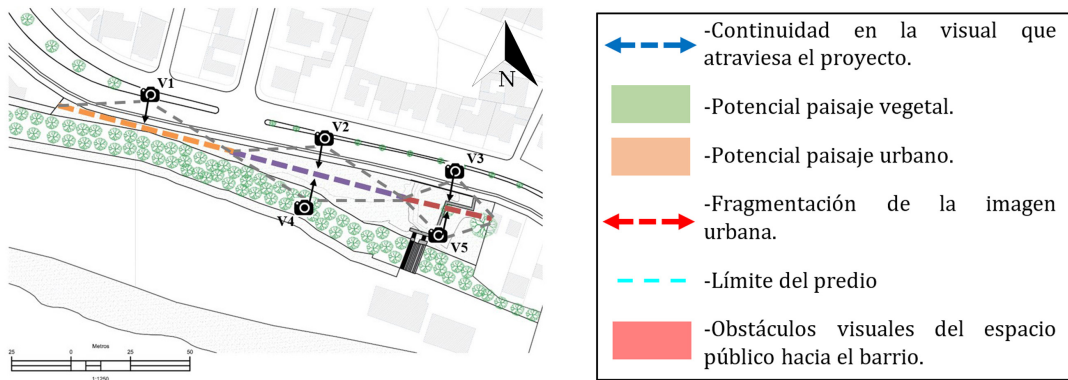 V1
N
V2
V3
V4
V5
Metros
25 0 25 50
1:1250
-Continuidad en la visual que
atraviesa el proyecto.
-Potencial paisaje vegetal.
-Potencial paisaje urbano.
-Fragmentación de la imagen
urbana.
-Límite del predio
-Obstáculos visuales del espacio
público hacia el barrio.